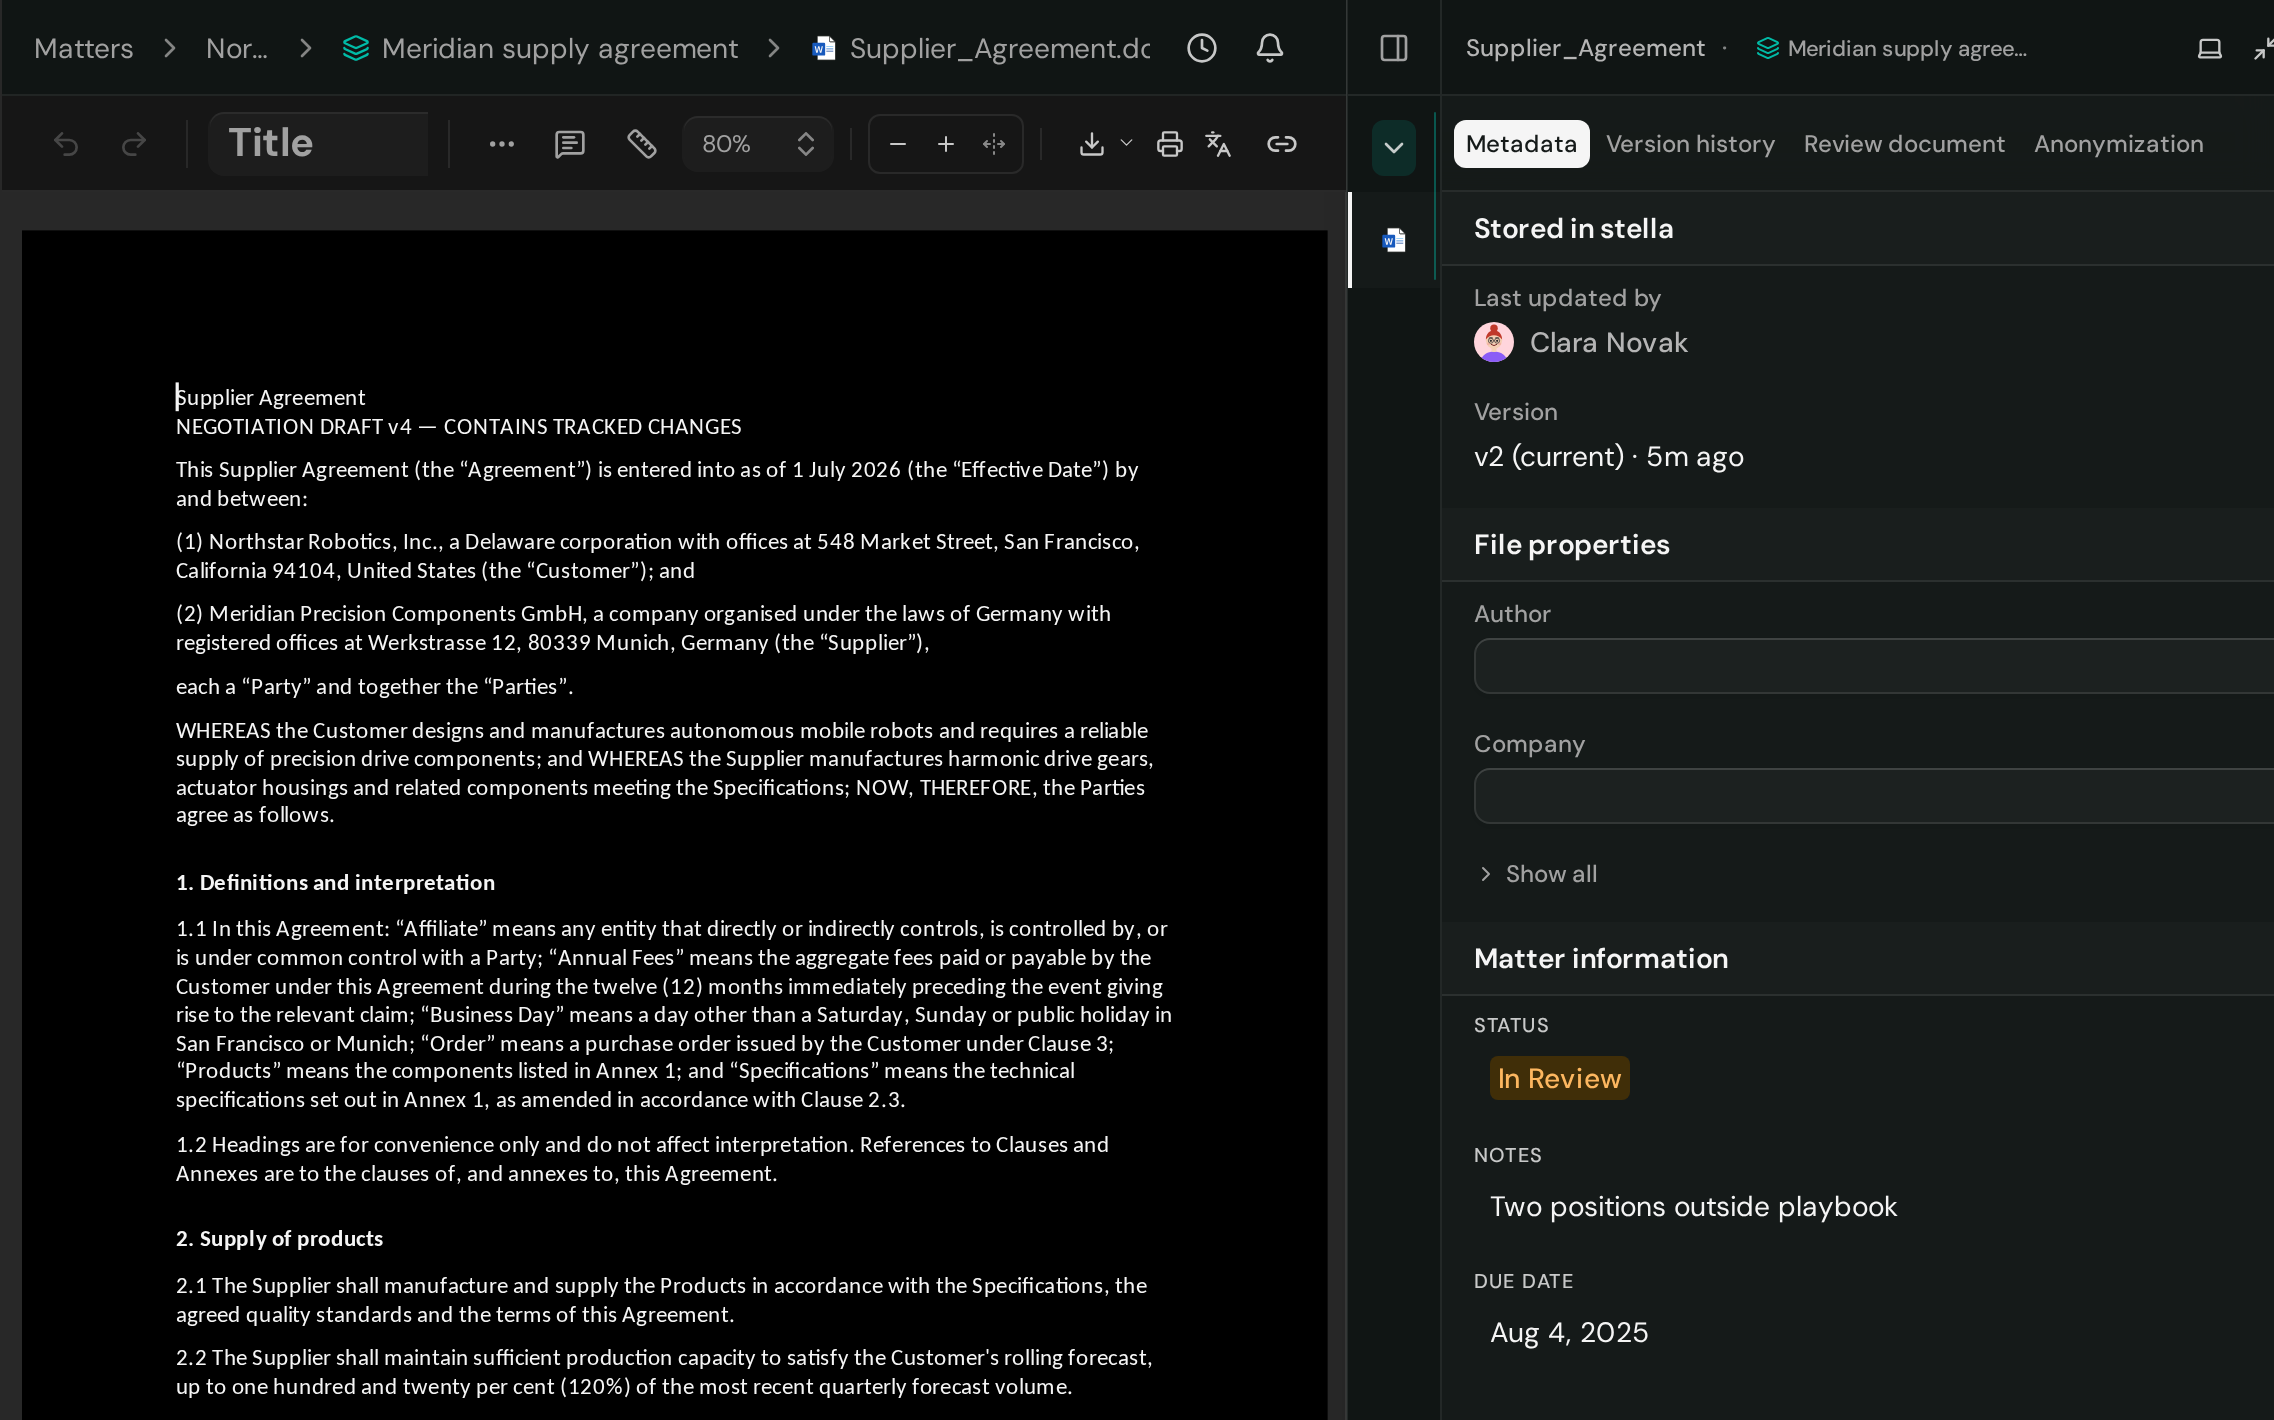 Matters
Nor...
Meridian supply agreement
Supplier_Agreement.dc
Title
80%
Supplier Agreement
NEGOTIATION DRAFT v4 — CONTAINS TRACKED CHANGES
This Supplier Agreement (the “Agreement”) is entered into as of 1 July 2026 (the “Effective Date”) by
and between:
(1) Northstar Robotics, Inc., a Delaware corporation with offices at 548 Market Street, San Francisco,
California 94104, United States (the “Customer”); and
(2) Meridian Precision Components GmbH, a company organised under the laws of Germany with
registered offices at Werkstrasse 12, 80339 Munich, Germany (the “Supplier”),
each a “Party” and together the “Parties”.
WHEREAS the Customer designs and manufactures autonomous mobile robots and requires a reliable
supply of precision drive components; and WHEREAS the Supplier manufactures harmonic drive gears,
actuator housings and related components meeting the Specifications; NOW, THEREFORE, the Parties
agree as follows.
1. Definitions and interpretation
1.1 In this Agreement: “Affiliate” means any entity that directly or indirectly controls, is controlled by, or
is under common control with a Party; “Annual Fees” means the aggregate fees paid or payable by the
Customer under this Agreement during the twelve (12) months immediately preceding the event giving
rise to the relevant claim; “Business Day” means a day other than a Saturday, Sunday or public holiday in
San Francisco or Munich; “Order” means a purchase order issued by the Customer under Clause 3;
“Products” means the components listed in Annex 1; and “Specifications” means the technical
specifications set out in Annex 1, as amended in accordance with Clause 2.3.
1.2 Headings are for convenience only and do not affect interpretation. References to Clauses and
Annexes are to the clauses of, and annexes to, this Agreement.
2. Supply of products
2.1 The Supplier shall manufacture and supply the Products in accordance with the Specifications, the
agreed quality standards and the terms of this Agreement.
2.2 The Supplier shall maintain sufficient production capacity to satisfy the Customer's rolling forecast,
up to one hundred and twenty per cent (120%) of the most recent quarterly forecast volume.
Supplier_Agreement · Meridian supply agree...
Metadata
Version history
Review document
Anonymization
Stored in stella
Last updated by
Clara Novak
Version
v2 (current) · 5m ago
File properties
Author
Company
Show all
Matter information
STATUS
In Review
NOTES
Two positions outside playbook
DUE DATE
Aug 4, 2025